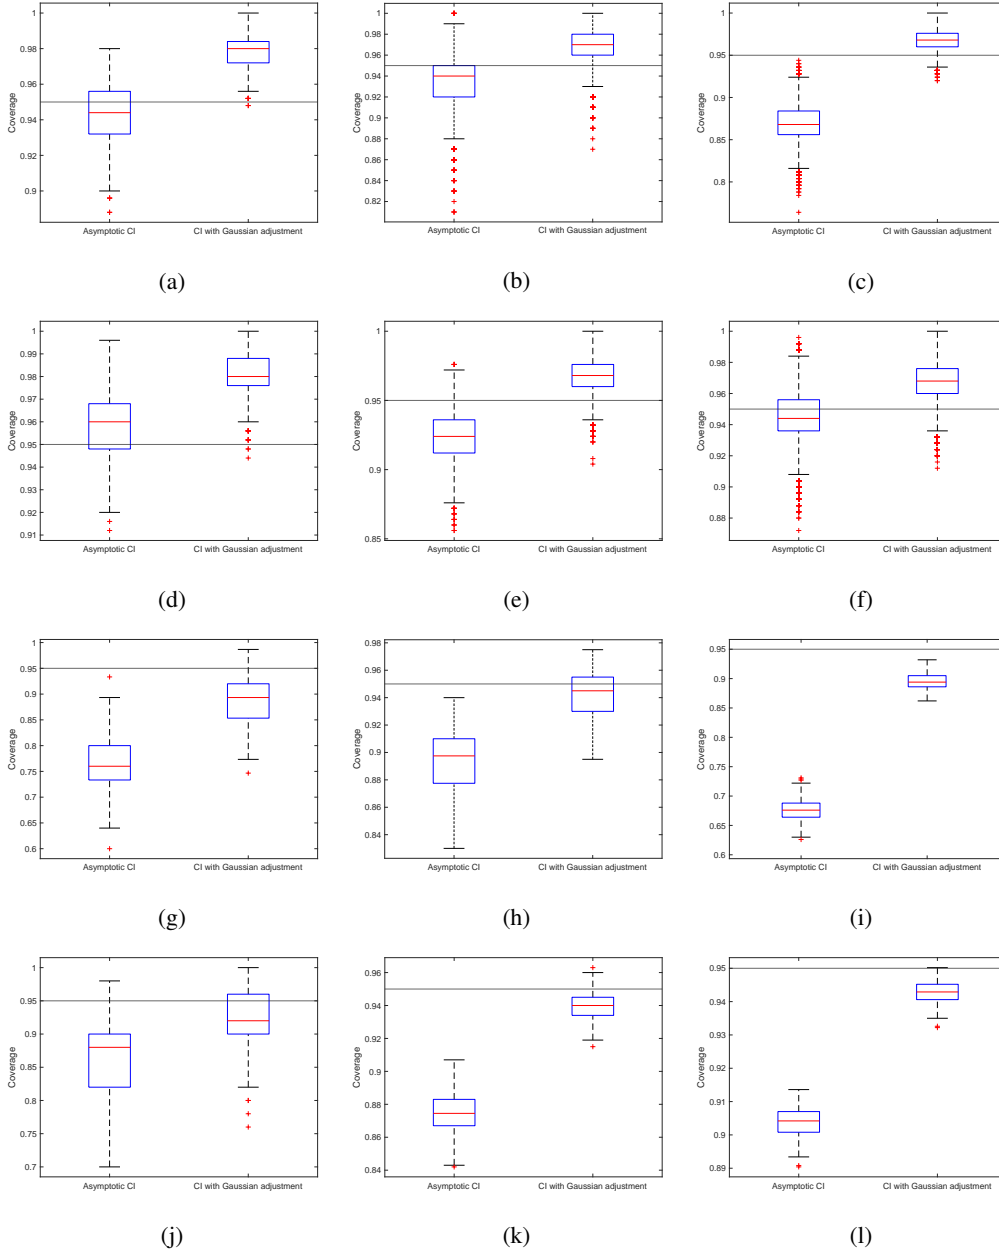 1
0.98
0.96
0.94
0.92
0.9
Coverage
Asymptotic CI
CI with Gaussian adjustment
(a)
1
0.98
0.96
0.94
0.92
0.9
0.88
0.86
0.84
0.82
Coverage
Asymptotic CI
CI with Gaussian adjustment
(b)
1
0.95
0.9
0.85
0.8
Coverage
Asymptotic CI
CI with Gaussian adjustment
(c)
1
0.99
0.98
0.97
0.96
0.95
0.94
0.93
0.92
0.91
Coverage
Asymptotic CI
CI with Gaussian adjustment
(d)
1
0.95
0.9
0.85
Coverage
Asymptotic CI
CI with Gaussian adjustment
(e)
1
0.98
0.96
0.94
0.92
0.9
0.88
Coverage
Asymptotic CI
CI with Gaussian adjustment
(f)
1
0.95
0.9
0.85
0.8
0.75
0.7
0.65
0.6
Coverage
Asymptotic CI
CI with Gaussian adjustment
(g)
0.98
0.96
0.94
0.92
0.9
0.88
0.86
0.84
Coverage
Asymptotic CI
CI with Gaussian adjustment
(h)
0.95
0.9
0.85
0.8
0.75
0.7
0.65
0.6
Coverage
Asymptotic CI
CI with Gaussian adjustment
(i)
1
0.95
0.9
0.85
0.8
0.75
0.7
Coverage
Asymptotic CI
CI with Gaussian adjustment
(j)
0.96
0.94
0.92
0.9
0.88
0.86
0.84
Coverage
Asymptotic CI
CI with Gaussian adjustment
(k)
0.95
0.94
0.93
0.92
0.91
0.90
0.89
Coverage
Asymptotic CI
CI with Gaussian adjustment
(l)